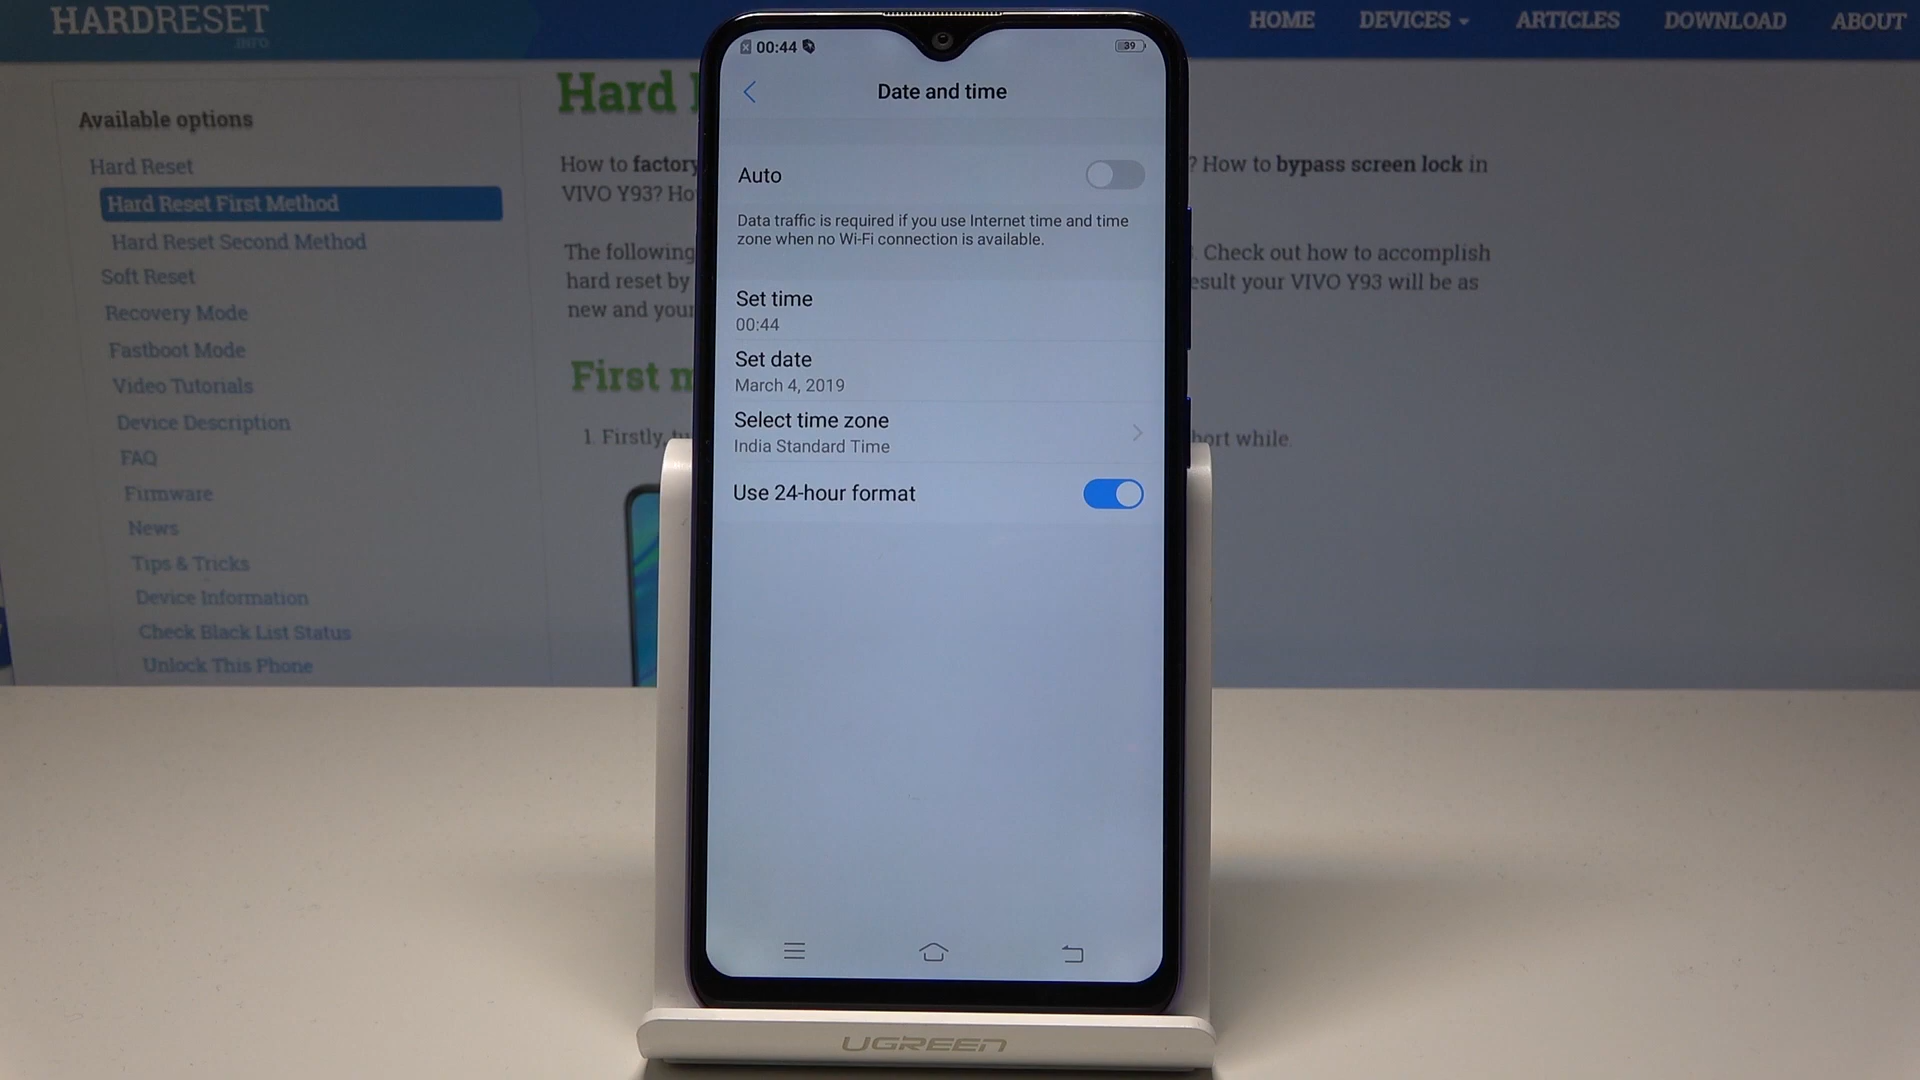 HARDRESET
.INFO
HOME DEVICES ARTICLES DOWNLOAD ABOUT
Available options
Hard Reset
Hard Reset First Method
Hard Reset Second Method
Soft Reset
Recovery Mode
Fastboot Mode
Video Tutorials
Device Description
FAQ
Firmware
News
Tips & Tricks
Device Information
Check Black List Status
Unlock This Phone
Hard
How to factory ? How to bypass screen lock in
VIVO Y93? Ho
The following . Check out how to accomplish
hard reset by esult your VIVO Y93 will be as
new and your
First m
1. Firstly, hort while.
00:44 39
Date and time
Auto
Data traffic is required if you use Internet time and time
zone when no Wi-Fi connection is available.
Set time
00:44
Set date
March 4, 2019
Select time zone
India Standard Time
Use 24-hour format
UGREEN